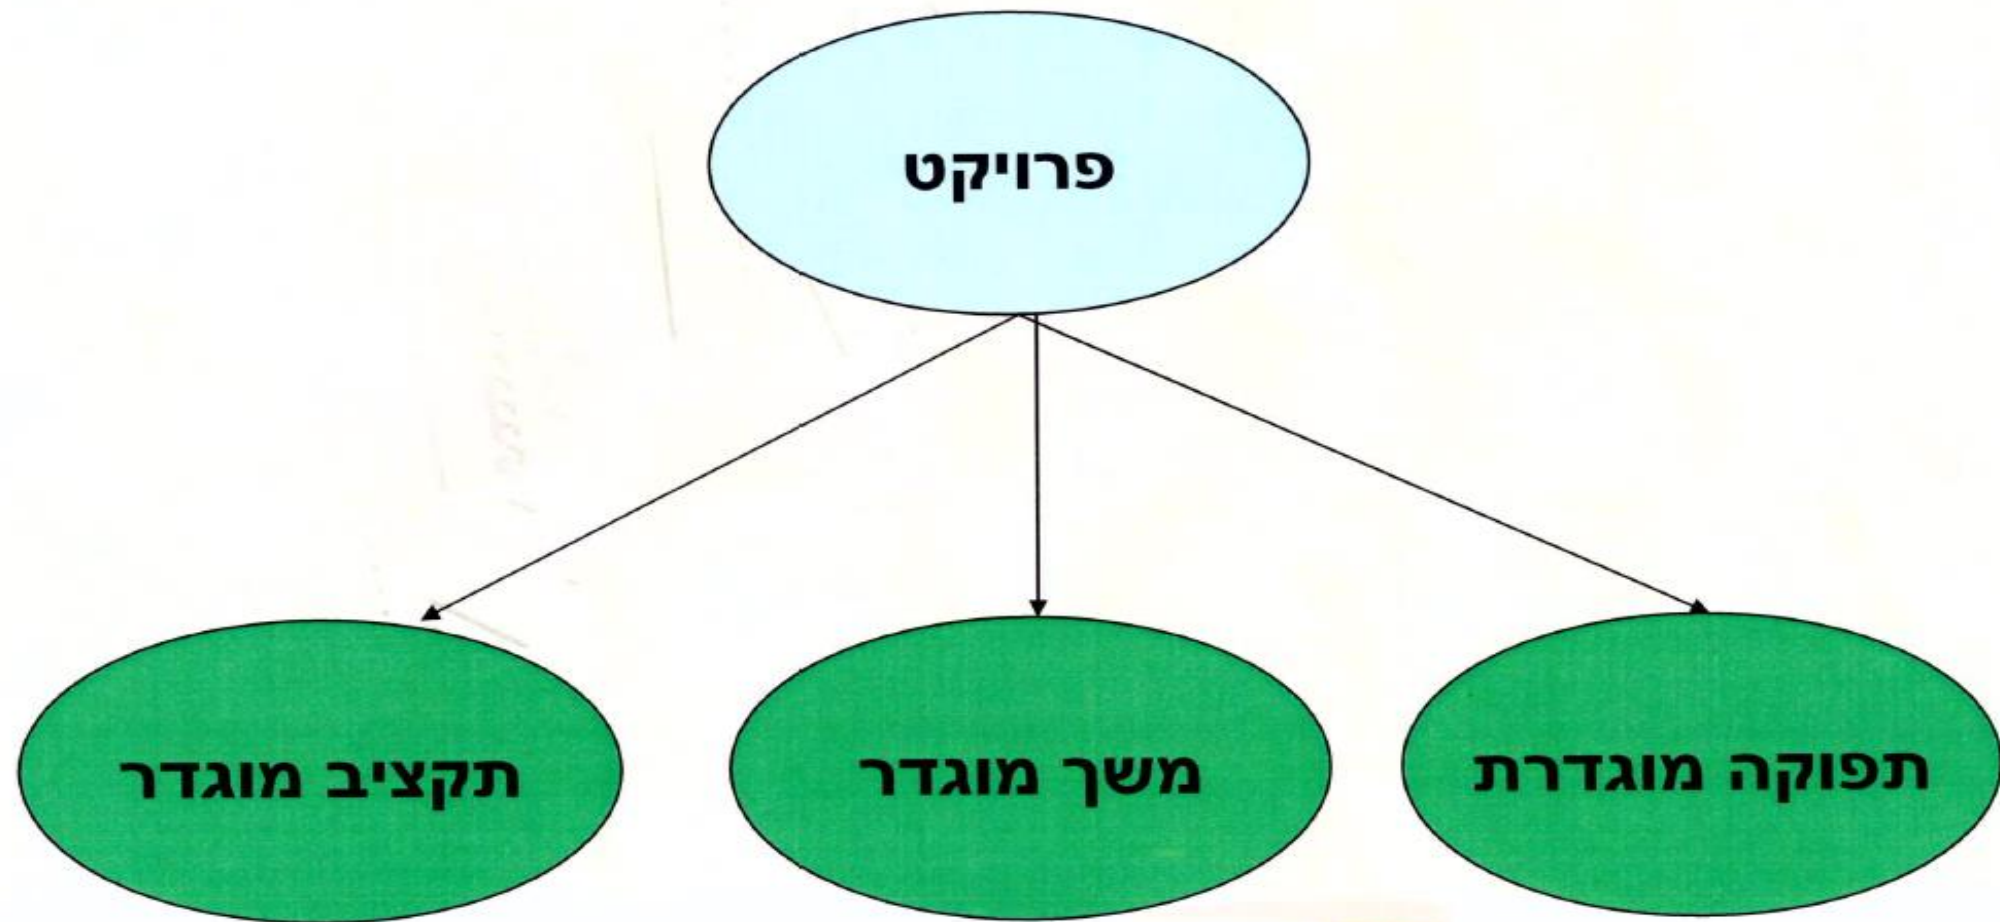 פרויקט
תפוקה מוגדרת
משך מוגדר
תקציב מוגדר